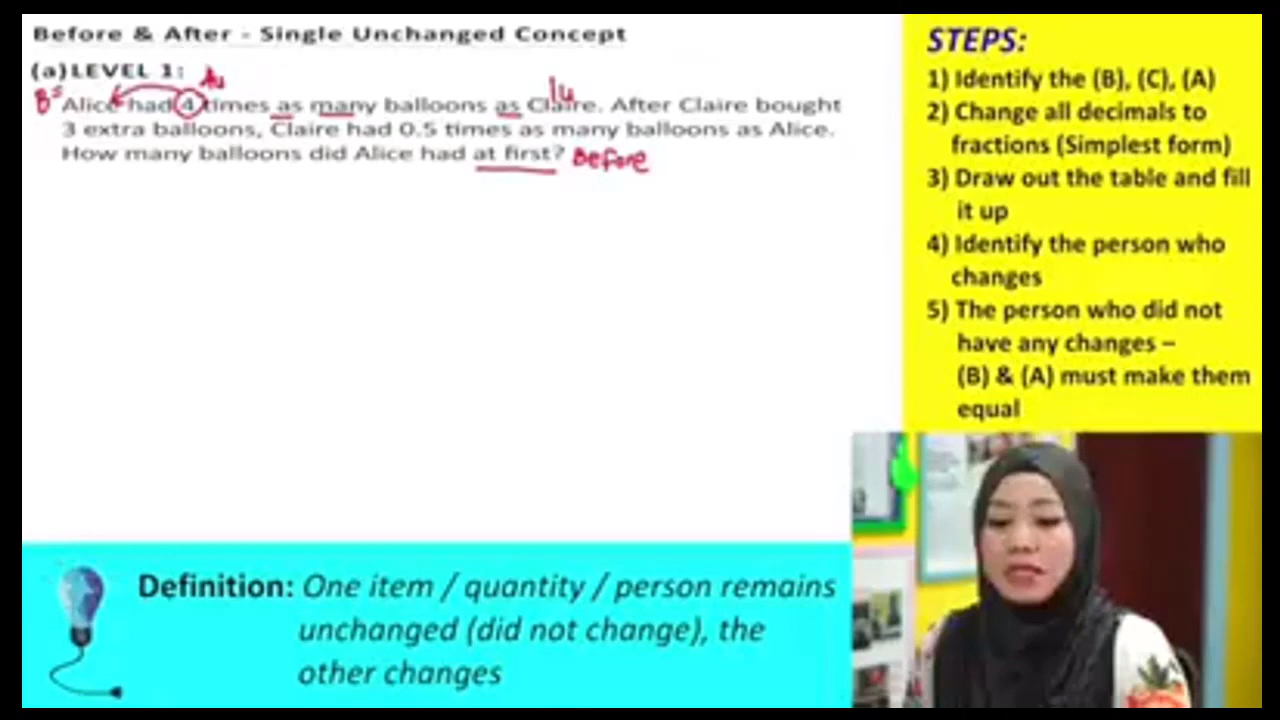 Before & After - Single Unchanged Concept
(a) LEVEL 1:
4u
1u
B= Alice had 4 times as many balloons as Claire. After Claire bought
3 extra balloons, Claire had 0.5 times as many balloons as Alice.
How many balloons did Alice had at first? Before
STEPS:
1) Identify the (B), (C), (A)
2) Change all decimals to
fractions (Simplest form)
3) Draw out the table and fill
it up
4) Identify the person who
changes
5) The person who did not
have any changes –
(B) & (A) must make them
equal
Definition: One item / quantity / person remains
unchanged (did not change), the
other changes